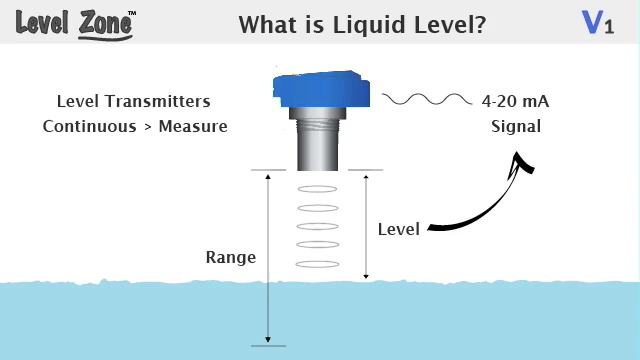 Level Zone™
What is Liquid Level?
V1
Level Transmitters
Continuous > Measure
4-20 mA
Signal
Level
Range